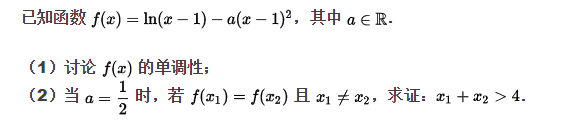 已知函数 f(x) = ln(x − 1) − a(x − 1)²，其中 a ∈ ℝ.
（1）讨论 f(x) 的单调性；
（2）当 a = 1/2 时，若 f(x₁) = f(x₂) 且 x₁ ≠ x₂，求证：x₁ + x₂ > 4.